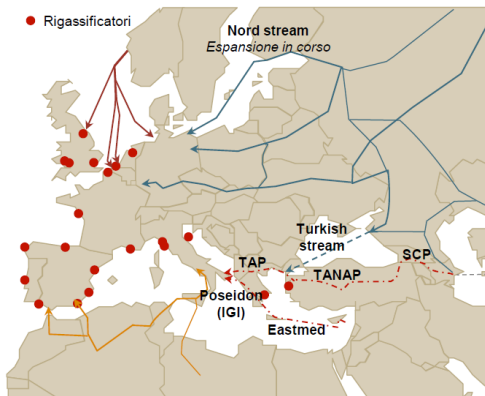 Rigassificatori
Nord stream
Espansione in corso
Turkish
stream
SCP
TAP
TANAP
Poseidon
(IGI)
Eastmed